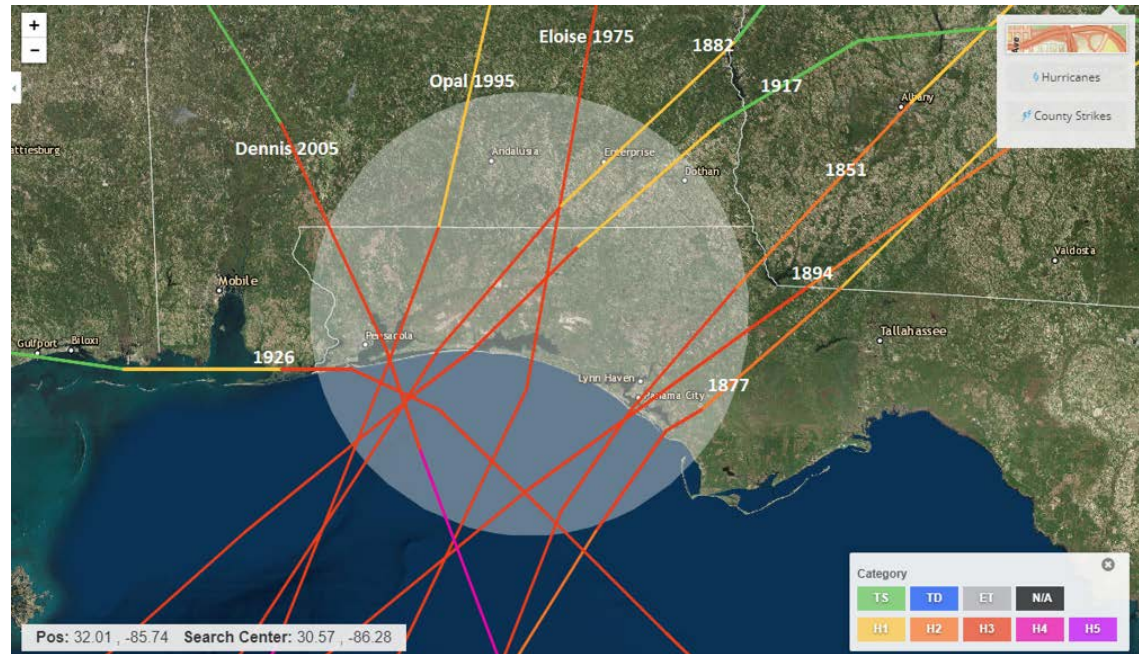 +
−
Eloise 1975
1882
Opal 1995
1917
Ave
Hurricanes
County Strikes
Albany
attiesburg
Dennis 2005
Andalusia
Enterprise
Dothan
1851
Valdosta
Mobile
1894
Tallahassee
Gulfport
Biloxi
Pensacola
1926
Lynn Haven
Panama City
1877
Category
TS
TD
ET
N/A
H1
H2
H3
H4
H5
Pos: 32.01 , -85.74 Search Center: 30.57 , -86.28